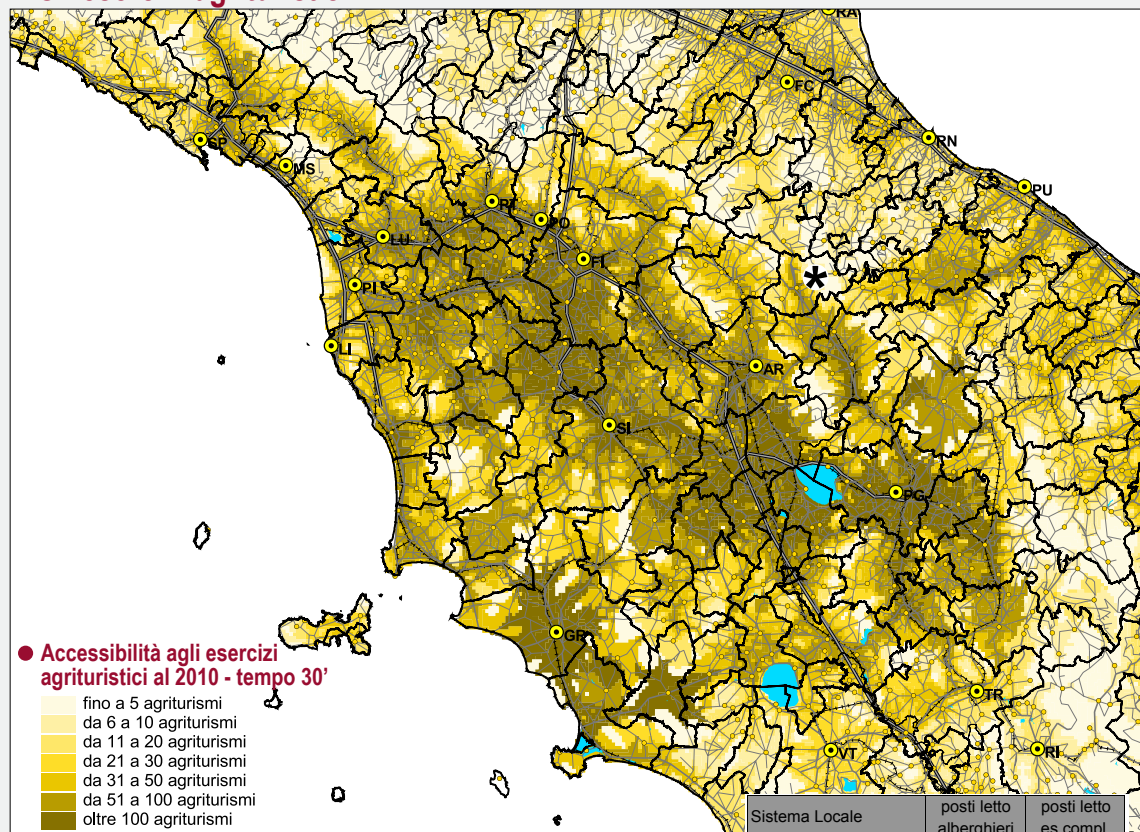 RA
FC
RN
SP
MS
PU
PT
PO
LU
FI
PI
*
LI
AR
SI
PG
GR
TR
VT
RI
● Accessibilità agli esercizi
agrituristici al 2010 - tempo 30’
fino a 5 agriturismi
da 6 a 10 agriturismi
da 11 a 20 agriturismi
da 21 a 30 agriturismi
da 31 a 50 agriturismi
da 51 a 100 agriturismi
oltre 100 agriturismi
Sistema Locale
posti letto
alberghieri
posti letto
es.compl.